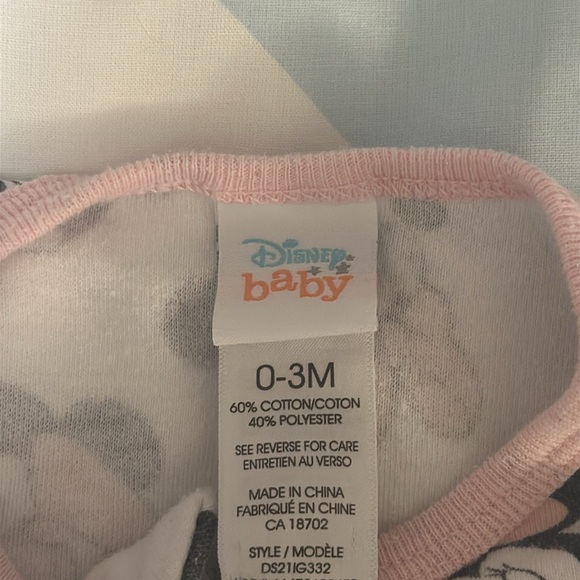 Disney
baby
0-3M
60% COTTON/COTON
40% POLYESTER
SEE REVERSE FOR CARE
ENTRETIEN AU VERSO
MADE IN CHINA
FABRIQUÉ EN CHINE
CA 18702
STYLE / MODÈLE
DS21IG332